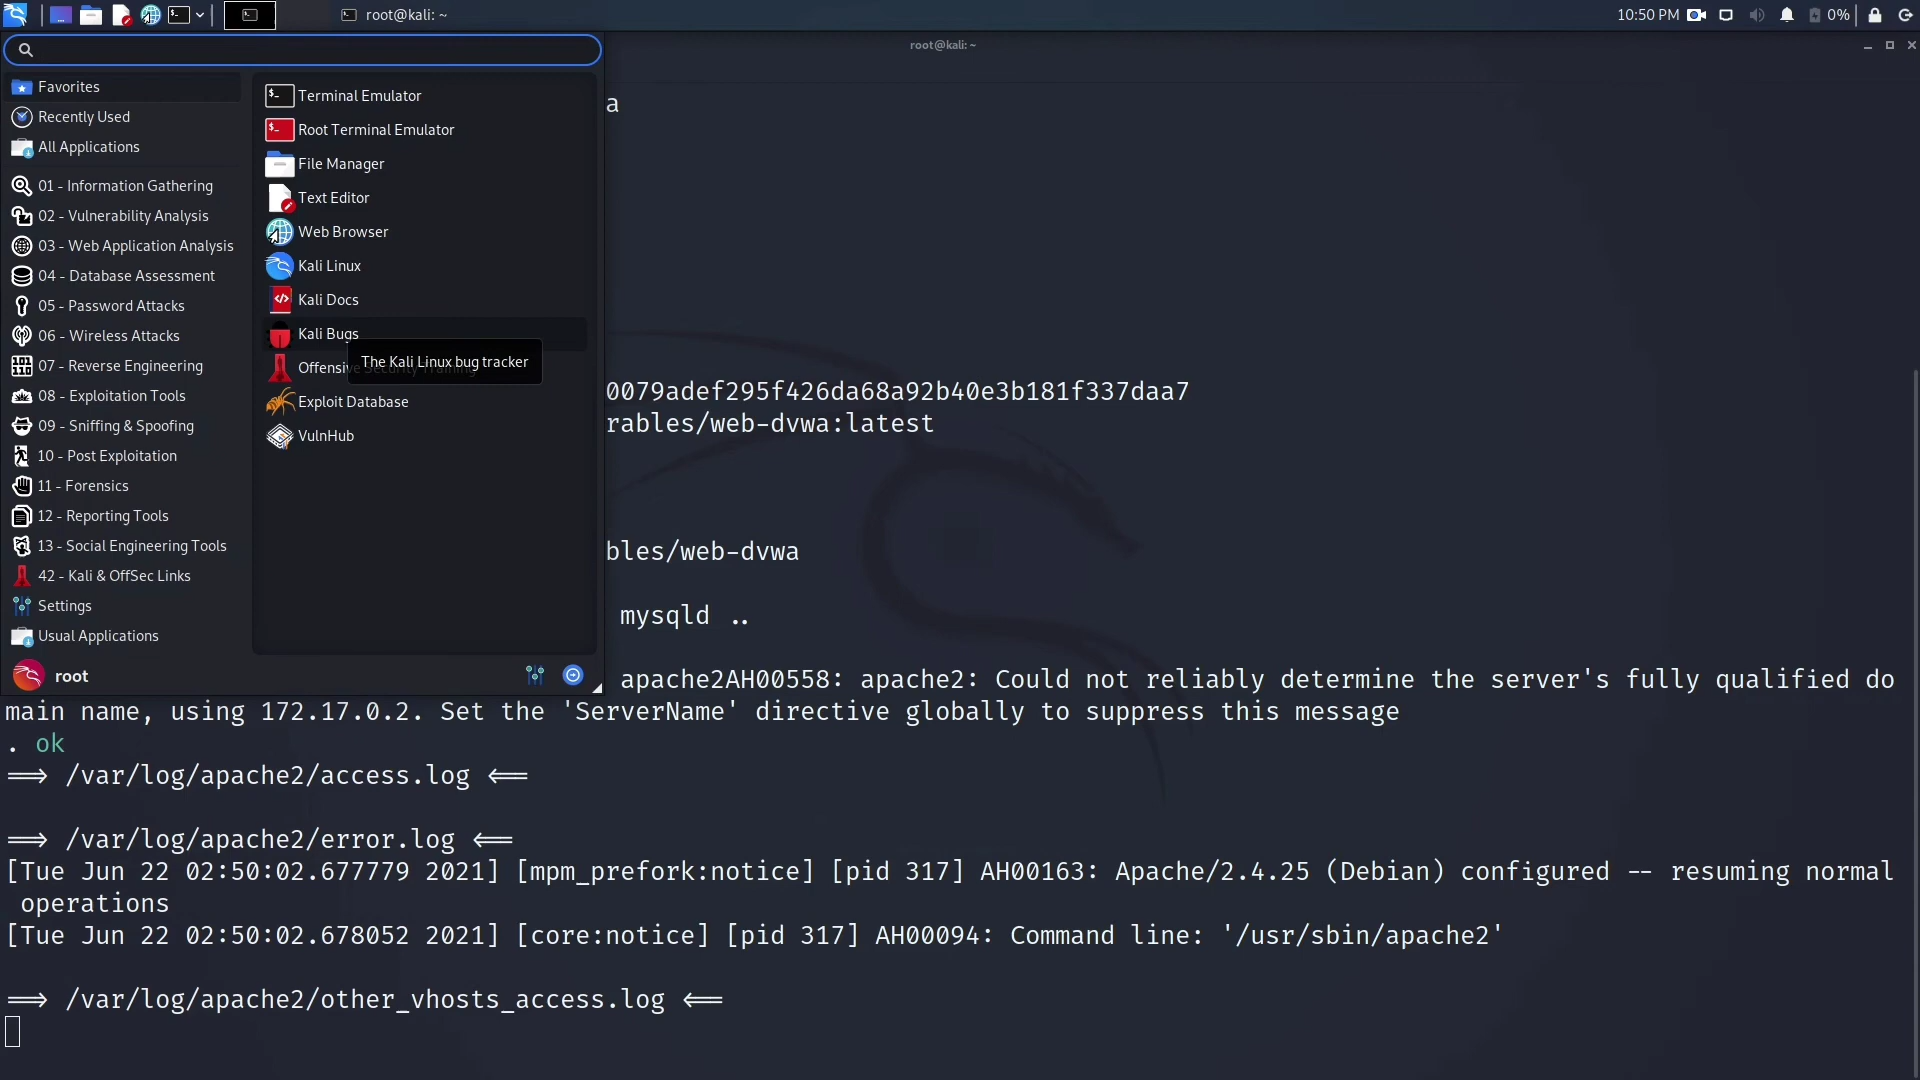 root@kali: ~
10:50 PM
0%
root@kali: ~
Favorites
Recently Used
All Applications
01 - Information Gathering
02 - Vulnerability Analysis
03 - Web Application Analysis
04 - Database Assessment
05 - Password Attacks
06 - Wireless Attacks
07 - Reverse Engineering
08 - Exploitation Tools
09 - Sniffing & Spoofing
10 - Post Exploitation
11 - Forensics
12 - Reporting Tools
13 - Social Engineering Tools
42 - Kali & OffSec Links
Settings
Usual Applications
root
Terminal Emulator
Root Terminal Emulator
File Manager
Text Editor
Web Browser
Kali Linux
Kali Docs
Kali Bugs
The Kali Linux bug tracker
Offensive Security Training
Exploit Database
VulnHub
a
0079adef295f426da68a92b40e3b181f337daa7
rables/web-dvwa:latest
bles/web-dvwa
mysqld ..
apache2AH00558: apache2: Could not reliably determine the server's fully qualified do
main name, using 172.17.0.2. Set the 'ServerName' directive globally to suppress this message
. ok
==> /var/log/apache2/access.log <==
==> /var/log/apache2/error.log <==
[Tue Jun 22 02:50:02.677779 2021] [mpm_prefork:notice] [pid 317] AH00163: Apache/2.4.25 (Debian) configured -- resuming normal
operations
[Tue Jun 22 02:50:02.678052 2021] [core:notice] [pid 317] AH00094: Command line: '/usr/sbin/apache2'
==> /var/log/apache2/other_vhosts_access.log <==